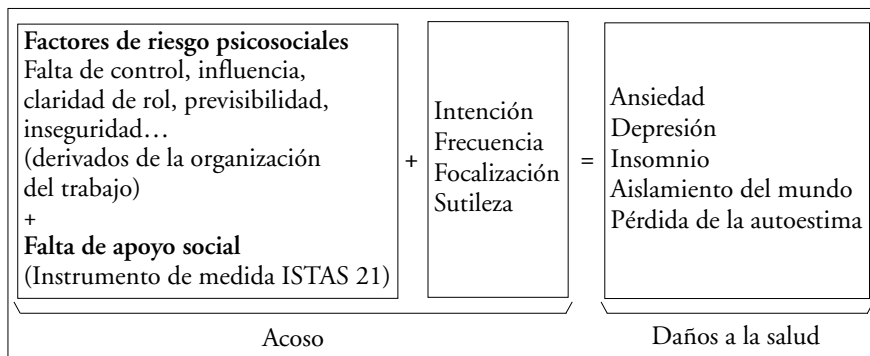 Factores de riesgo psicosociales
Falta de control, influencia,
claridad de rol, previsibilidad,
inseguridad…
(derivados de la organización
del trabajo)
+
Falta de apoyo social
(Instrumento de medida ISTAS 21)
+
Intención
Frecuencia
Focalización
Sutileza
=
Ansiedad
Depresión
Insomnio
Aislamiento del mundo
Pérdida de la autoestima
Acoso
Daños a la salud